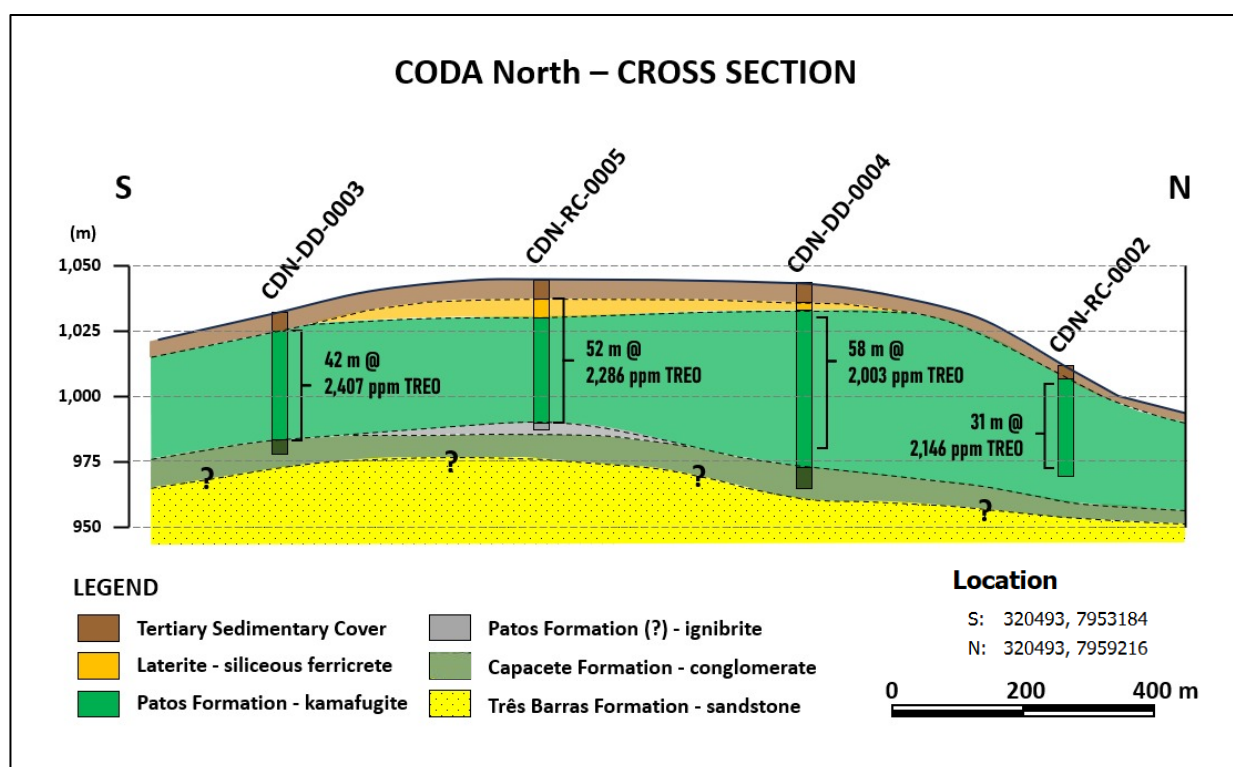 CODA North – CROSS SECTION
S
N
CDN-DD-0003
CDN-RC-0005
CDN-DD-0004
CDN-RC-0002
(m)
1,050
1,025
1,000
975
950
42 m @
2,407 ppm TREO
52 m @
2,286 ppm TREO
58 m @
2,003 ppm TREO
31 m @
2,146 ppm TREO
?
?
?
?
LEGEND
Tertiary Sedimentary Cover
Laterite - siliceous ferricrete
Patos Formation - kamafugite
Patos Formation (?) - ignibrite
Capacete Formation - conglomerate
Três Barras Formation - sandstone
Location
S: 320493, 7953184
N: 320493, 7959216
0 200 400 m